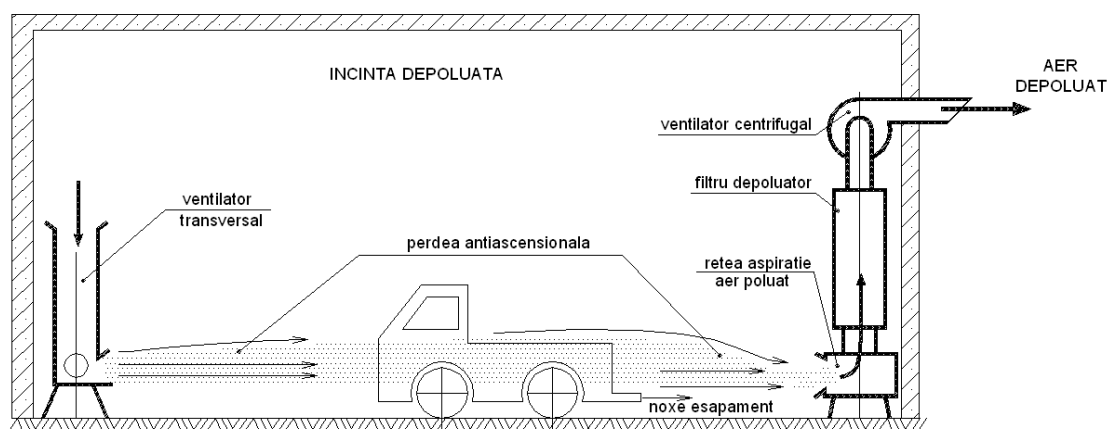 INCINTA DEPOLUATA
AER
DEPOLUAT
ventilator centrifugal
filtru depoluator
ventilator
transversal
perdea antiascensionala
retea aspiratie
aer poluat
noxe esapament